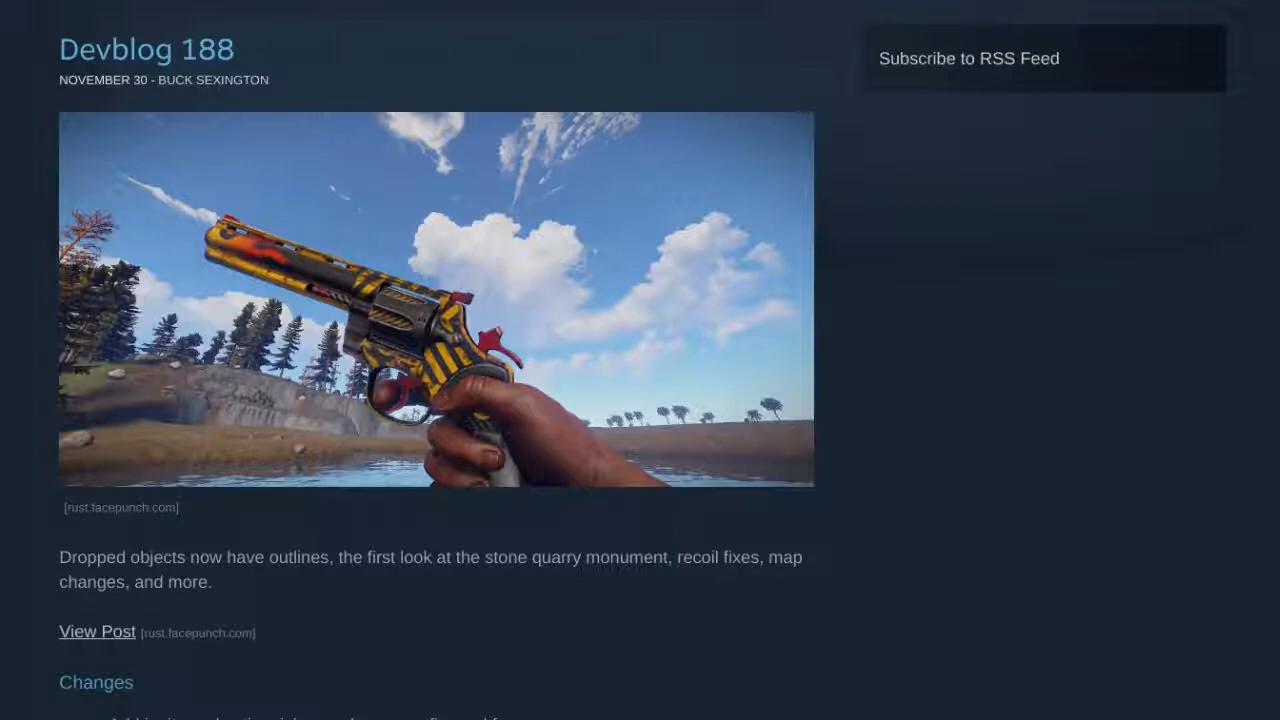 Devblog 188
Subscribe to RSS Feed
NOVEMBER 30 - BUCK SEXINGTON
[rust.facepunch.com]
Dropped objects now have outlines, the first look at the stone quarry monument, recoil fixes, map
changes, and more.
View Post [rust.facepunch.com]
Changes